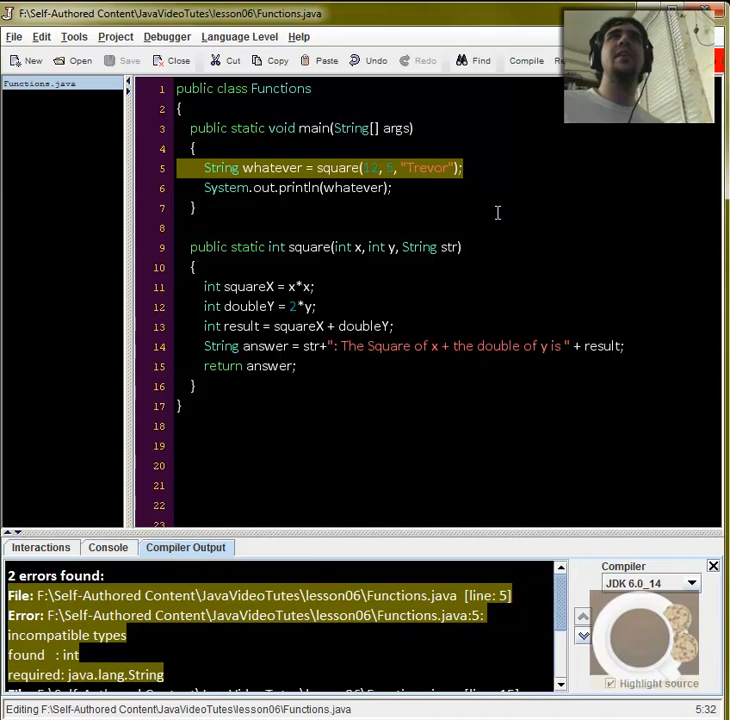 F:\Self-Authored Content\JavaVideoTutes\lesson06\Functions.java
File Edit Tools Project Debugger Language Level Help
New Open Save Close Cut Copy Paste Undo Redo Find Compile
Functions.java
1 public class Functions
2 {
3 public static void main(String[] args)
4 {
5 String whatever = square(12, 5, "Trevor");
6 System.out.println(whatever);
7 }
8
9 public static int square(int x, int y, String str)
10 {
11 int squareX = x*x;
12 int doubleY = 2*y;
13 int result = squareX + doubleY;
14 String answer = str+": The Square of x + the double of y is " + result;
15 return answer;
16 }
17 }
18
19
20
21
22
23
Interactions Console Compiler Output
2 errors found:
File: F:\Self-Authored Content\JavaVideoTutes\lesson06\Functions.java [line: 5]
Error: F:\Self-Authored Content\JavaVideoTutes\lesson06\Functions.java:5:
incompatible types
found : int
required: java.lang.String
Compiler
JDK 6.0_14
Highlight source
Editing F:\Self-Authored Content\JavaVideoTutes\lesson06\Functions.java 5:32